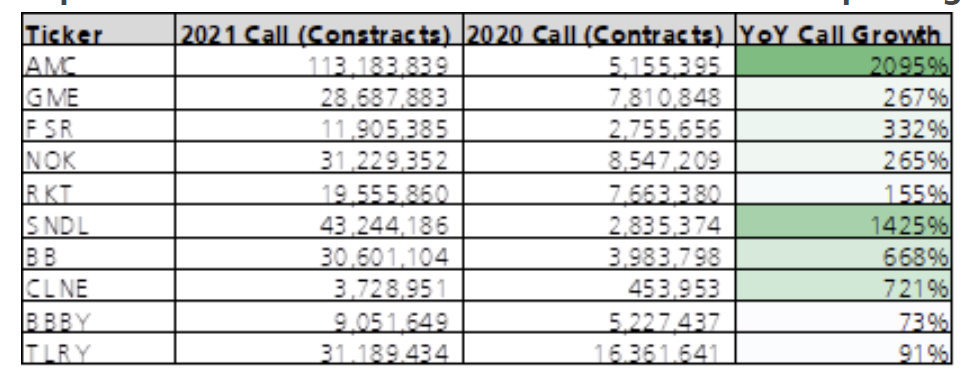 Ticker 2021 Call (Constracts) 2020 Call (Contracts) YoY Call Growth
AMC 113,183,839 5,155,395 2095%
GME 28,687,883 7,810,848 267%
FSR 11,905,385 2,755,656 332%
NOK 31,229,352 8,547,209 265%
RKT 19,555,860 7,663,380 155%
SNDL 43,244,186 2,835,374 1425%
BB 30,601,104 3,983,798 668%
CLNE 3,728,951 453,953 721%
BBBY 9,051,649 5,227,437 73%
TLRY 31,189,434 16,361,641 91%